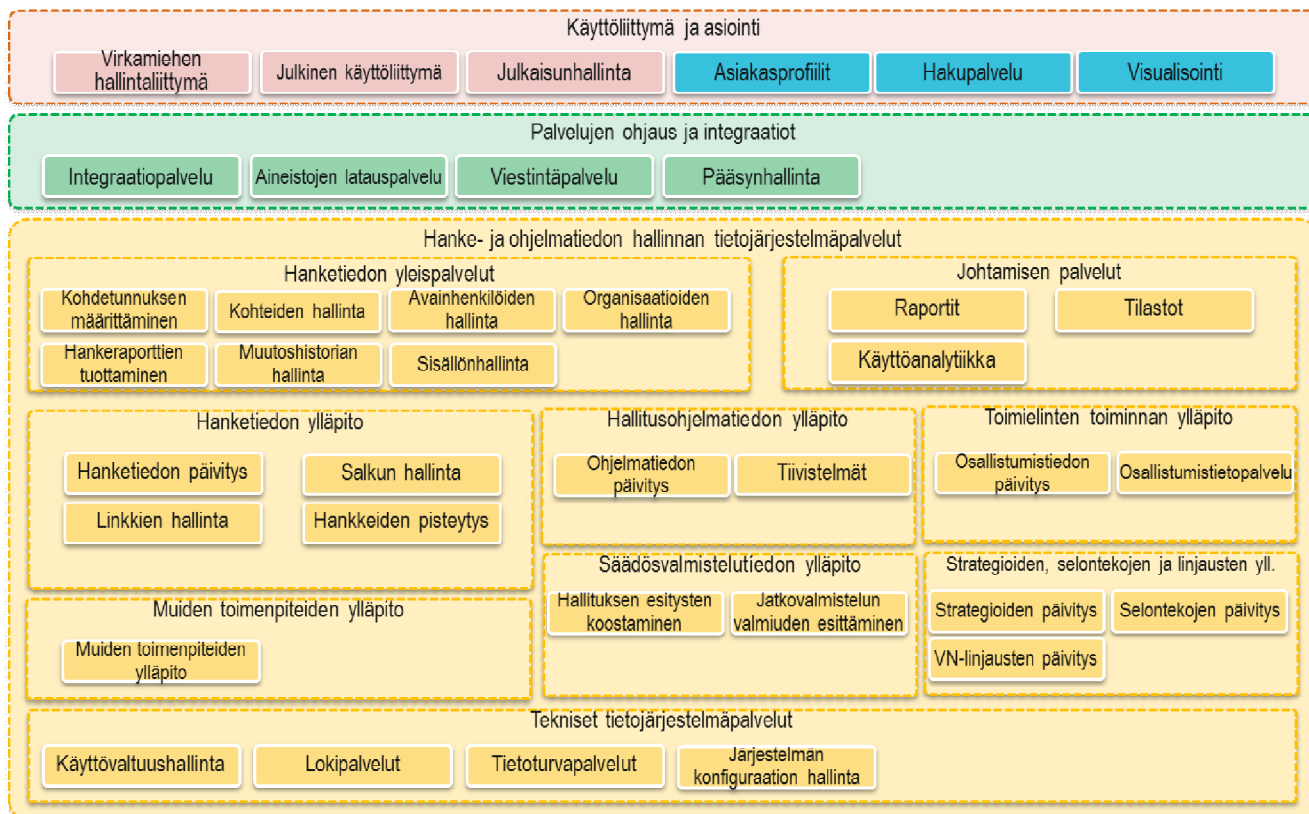 Käyttöliittymä ja asiointi
Virkamiehen
hallintaliittymä
Julkinen käyttöliittymä
Julkaisunhallinta
Asiakasprofiilit
Hakupalvelu
Visualisointi
Palvelujen ohjaus ja integraatiot
Integraatiopalvelu
Aineistojen latauspalvelu
Viestintäpalvelu
Pääsynhallinta
Hanke- ja ohjelmatiedon hallinnan tietojärjestelmäpalvelut
Hanketiedon yleispalvelut
Kohdetunnuksen
määrittäminen
Kohteiden hallinta
Avainhenkilöiden
hallinta
Organisaatioiden
hallinta
Hankeraporttien
tuottaminen
Muutoshistorian
hallinta
Sisällönhallinta
Johtamisen palvelut
Raportit
Tilastot
Käyttöanalytiikka
Hanketiedon ylläpito
Hanketiedon päivitys
Salkun hallinta
Linkkien hallinta
Hankkeiden pisteytys
Hallitusohjelmatiedon ylläpito
Ohjelmatiedon
päivitys
Tiivistelmät
Toimielinten toiminnan ylläpito
Osallistumistiedon
päivitys
Osallistumistietopalvelu
Muiden toimenpiteiden ylläpito
Muiden toimenpiteiden
ylläpito
Säädösvalmistelutiedon ylläpito
Hallituksen esitysten
koostaminen
Jatkovalmistelun
valmiuden esittäminen
Strategioiden, selontekojen ja linjausten yll.
Strategioiden päivitys
Selontekojen päivitys
VN-linjausten päivitys
Tekniset tietojärjestelmäpalvelut
Käyttövaltuushallinta
Lokipalvelut
Tietoturvapalvelut
Järjestelmän
konfiguraation hallinta